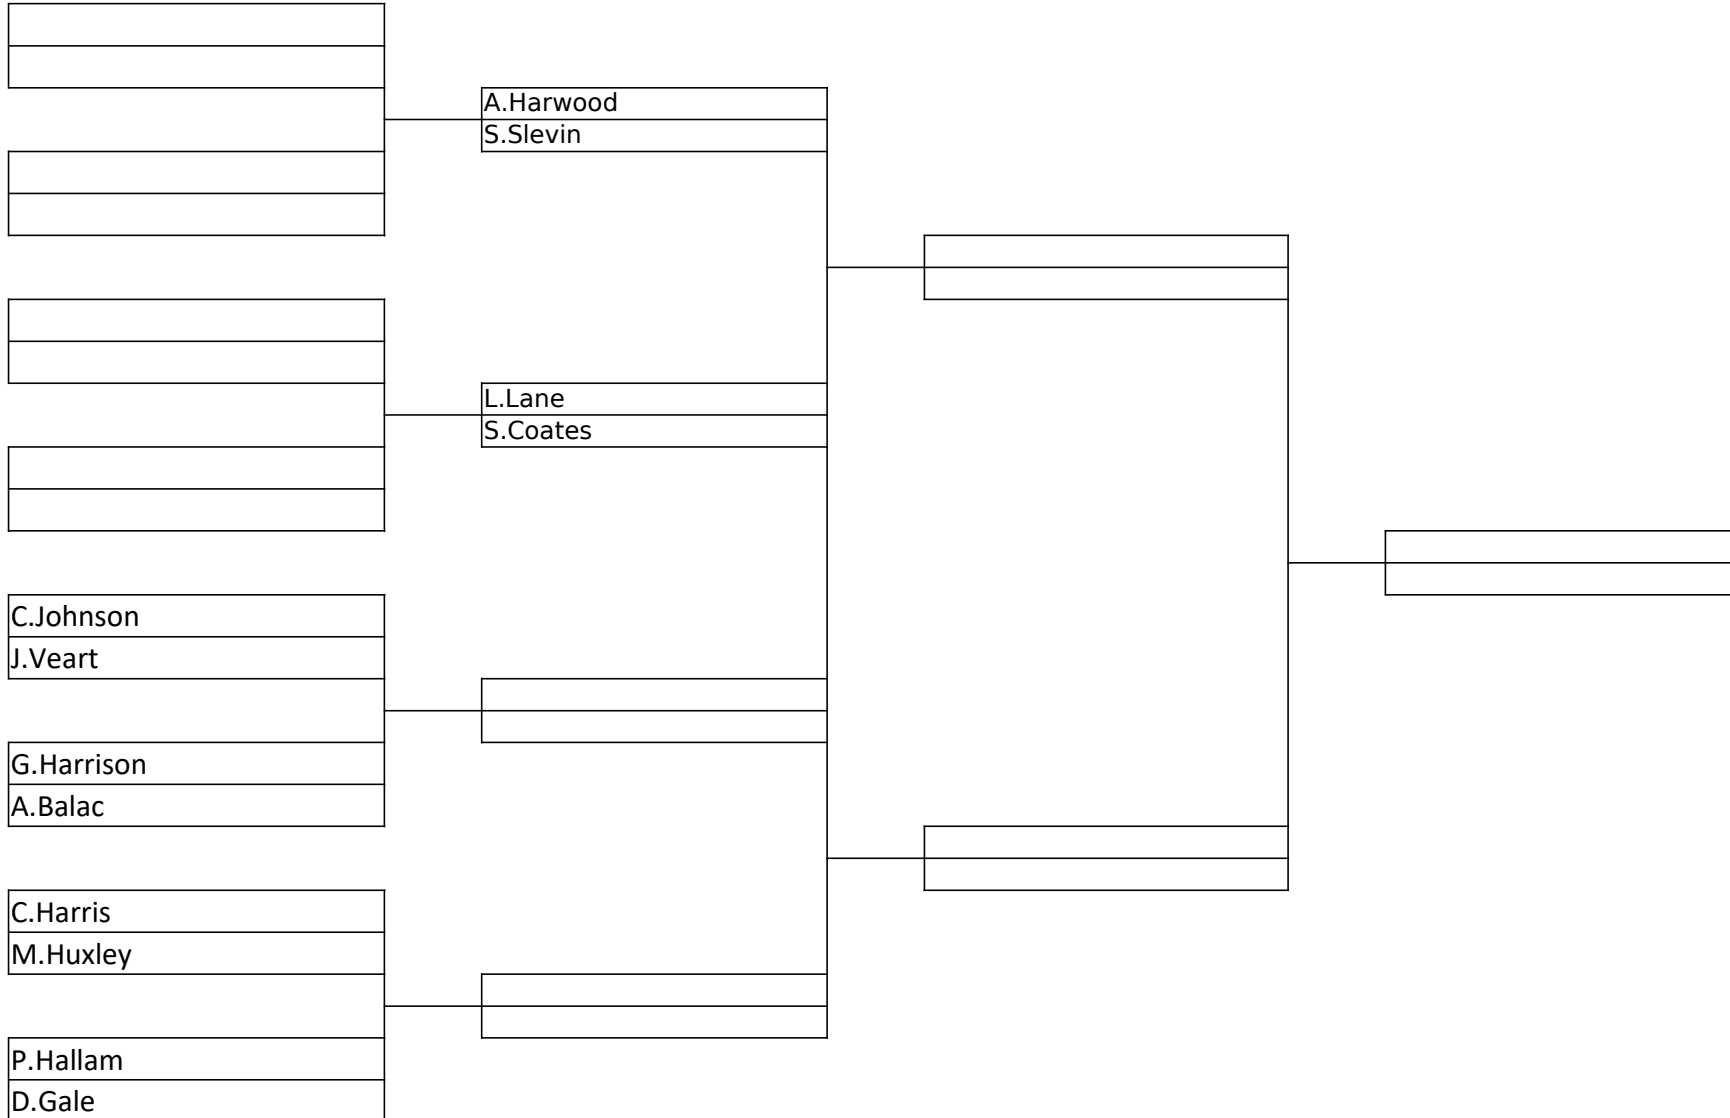 A.Harwood
S.Slevin
L.Lane
S.Coates
C.Johnson
J.Veart
G.Harrison
A.Balac
C.Harris
M.Huxley
P.Hallam
D.Gale